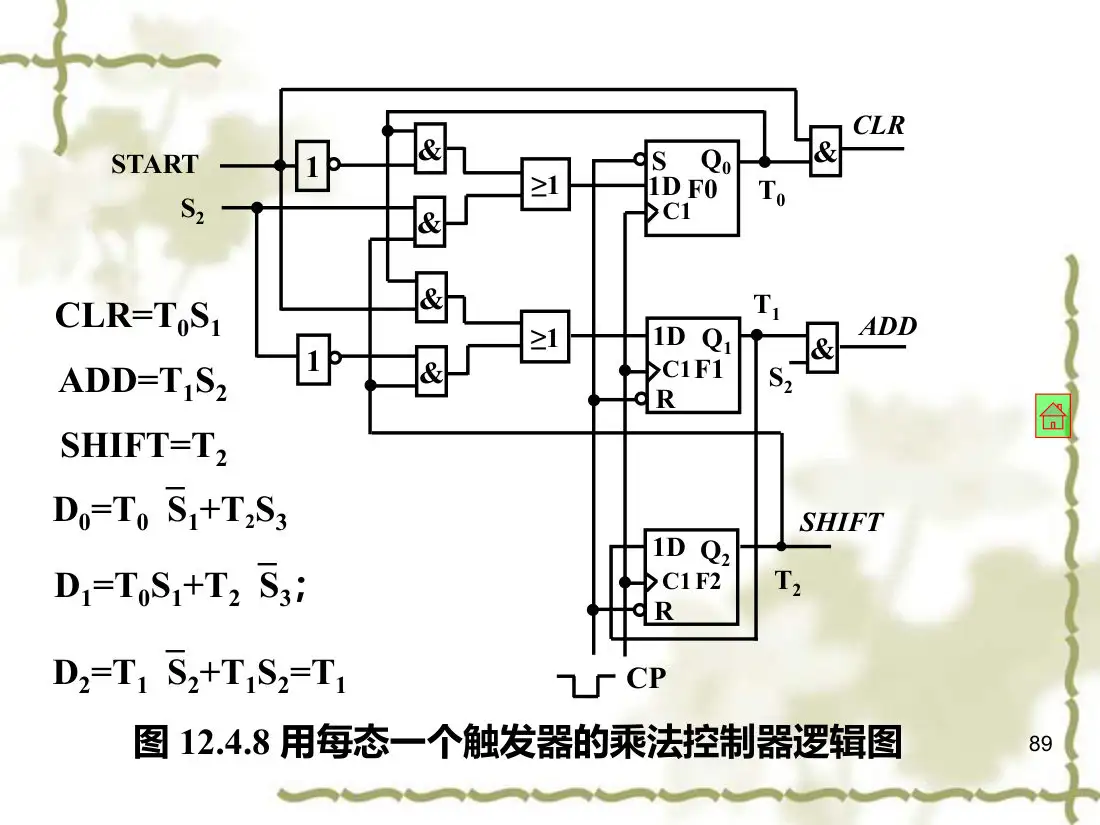 CLR
START
1
&
≥1
S
Q₀
1D F0
C1
T₀
&
S₂
&
&
T₁
ADD
CLR=T₀S₁
≥1
1D
Q₁
C1 F1
R
&
S₂
1
&
ADD=T₁S₂
SHIFT=T₂
D₀=T₀ S̅₁+T₂S₃
SHIFT
1D
Q₂
C1 F2
R
T₂
D₁=T₀S₁+T₂ S̅₃;
D₂=T₁ S̅₂+T₁S₂=T₁
CP
图 12.4.8 用每态一个触发器的乘法控制器逻辑图
89